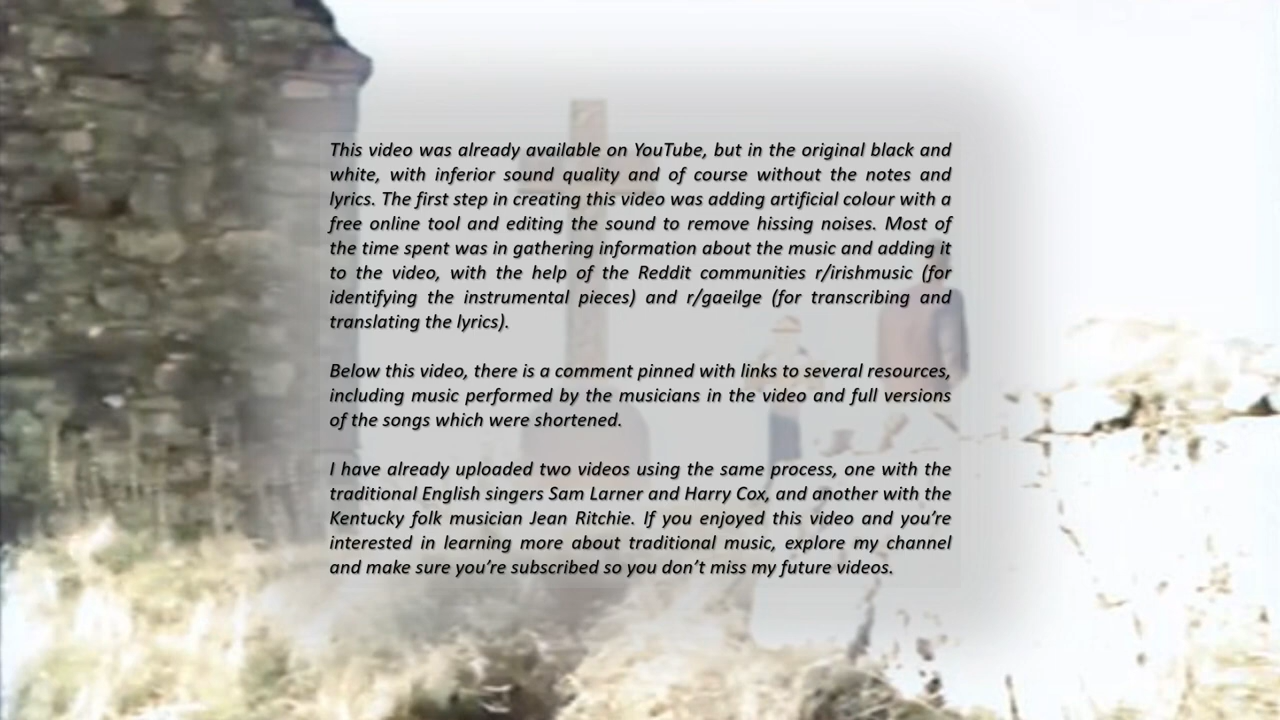 This video was already available on YouTube, but in the original black and
white, with inferior sound quality and of course without the notes and
lyrics. The first step in creating this video was adding artificial colour with a
free online tool and editing the sound to remove hissing noises. Most of
the time spent was in gathering information about the music and adding it
to the video, with the help of the Reddit communities r/irishmusic (for
identifying the instrumental pieces) and r/gaeilge (for transcribing and
translating the lyrics).
Below this video, there is a comment pinned with links to several resources,
including music performed by the musicians in the video and full versions
of the songs which were shortened.
I have already uploaded two videos using the same process, one with the
traditional English singers Sam Larner and Harry Cox, and another with the
Kentucky folk musician Jean Ritchie. If you enjoyed this video and you’re
interested in learning more about traditional music, explore my channel
and make sure you’re subscribed so you don’t miss my future videos.